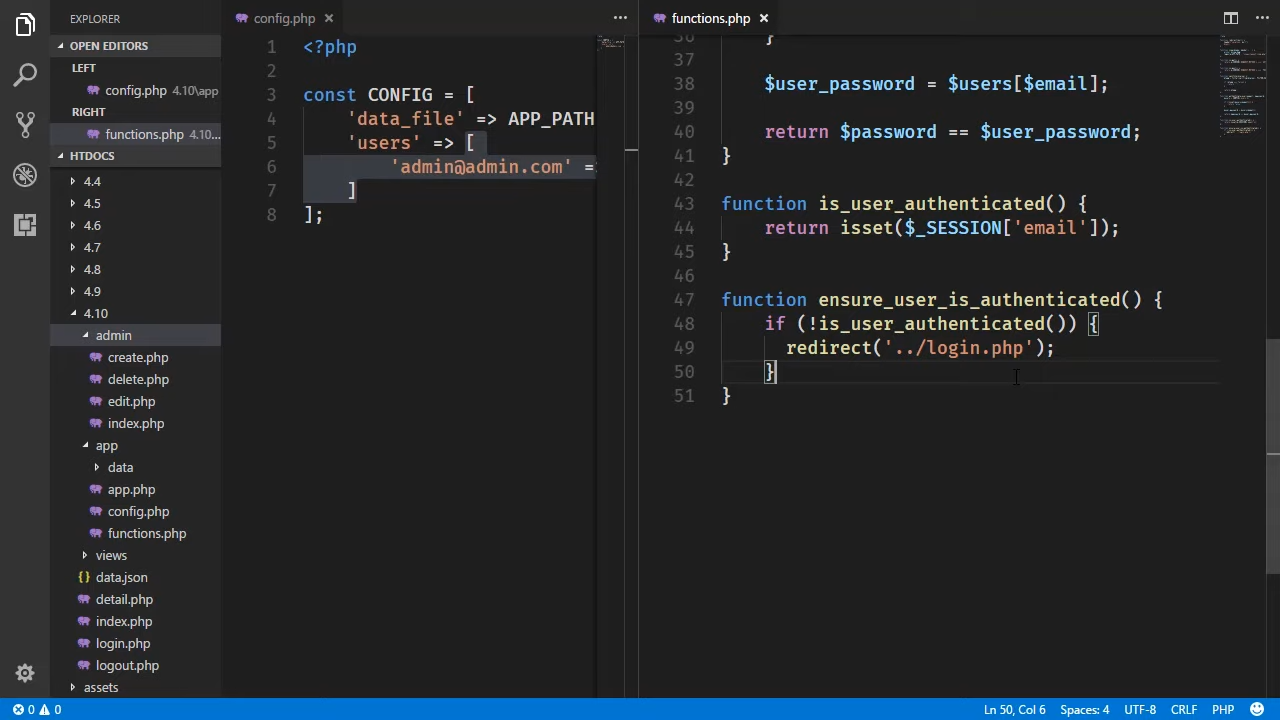 EXPLORER
OPEN EDITORS
LEFT
config.php 4.10\app
RIGHT
functions.php 4.10...
HTDOCS
4.4
4.5
4.6
4.7
4.8
4.9
4.10
admin
create.php
delete.php
edit.php
index.php
app
data
app.php
config.php
functions.php
views
{} data.json
detail.php
index.php
login.php
logout.php
assets
config.php × ...
1 <?php
2
3 const CONFIG = [
4 'data_file' => APP_PATH
5 'users' => [
6 'admin@admin.com' =
7 ]
8 ];
functions.php × ...
36 }
37
38 $user_password = $users[$email];
39
40 return $password == $user_password;
41 }
42
43 function is_user_authenticated() {
44 return isset($_SESSION['email']);
45 }
46
47 function ensure_user_is_authenticated() {
48 if (!is_user_authenticated()) {
49 redirect('../login.php');
50 }
51 }
0 0
Ln 50, Col 6 Spaces: 4 UTF-8 CRLF PHP